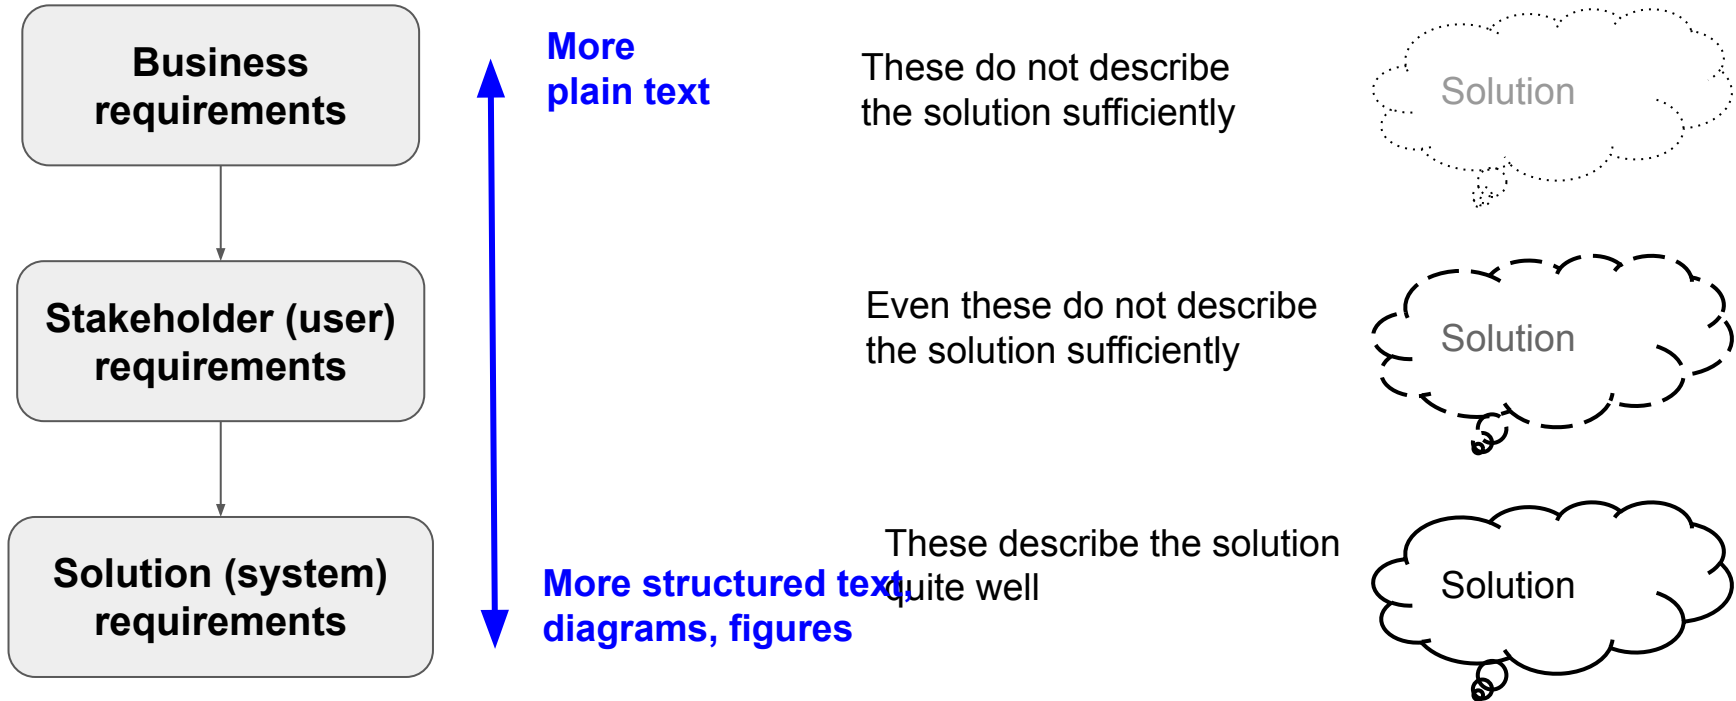 Business
requirements
More
plain text
These do not describe
the solution sufficiently
Solution
Stakeholder (user)
requirements
Even these do not describe
the solution sufficiently
Solution
Solution (system)
requirements
More structured text,
diagrams, figures
These describe the solution
quite well
Solution